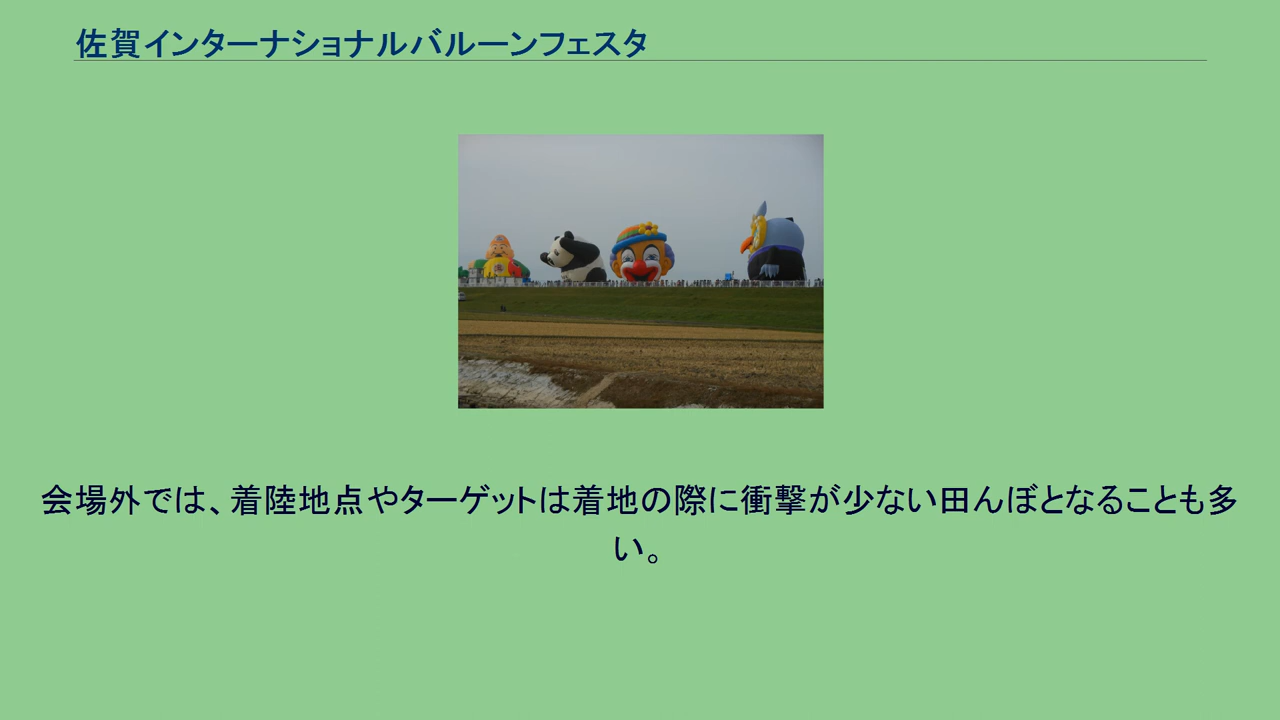 佐賀インターナショナルバルーンフェスタ
会場外では、着陸地点やターゲットは着地の際に衝撃が少ない田んぼとなることも多
い。